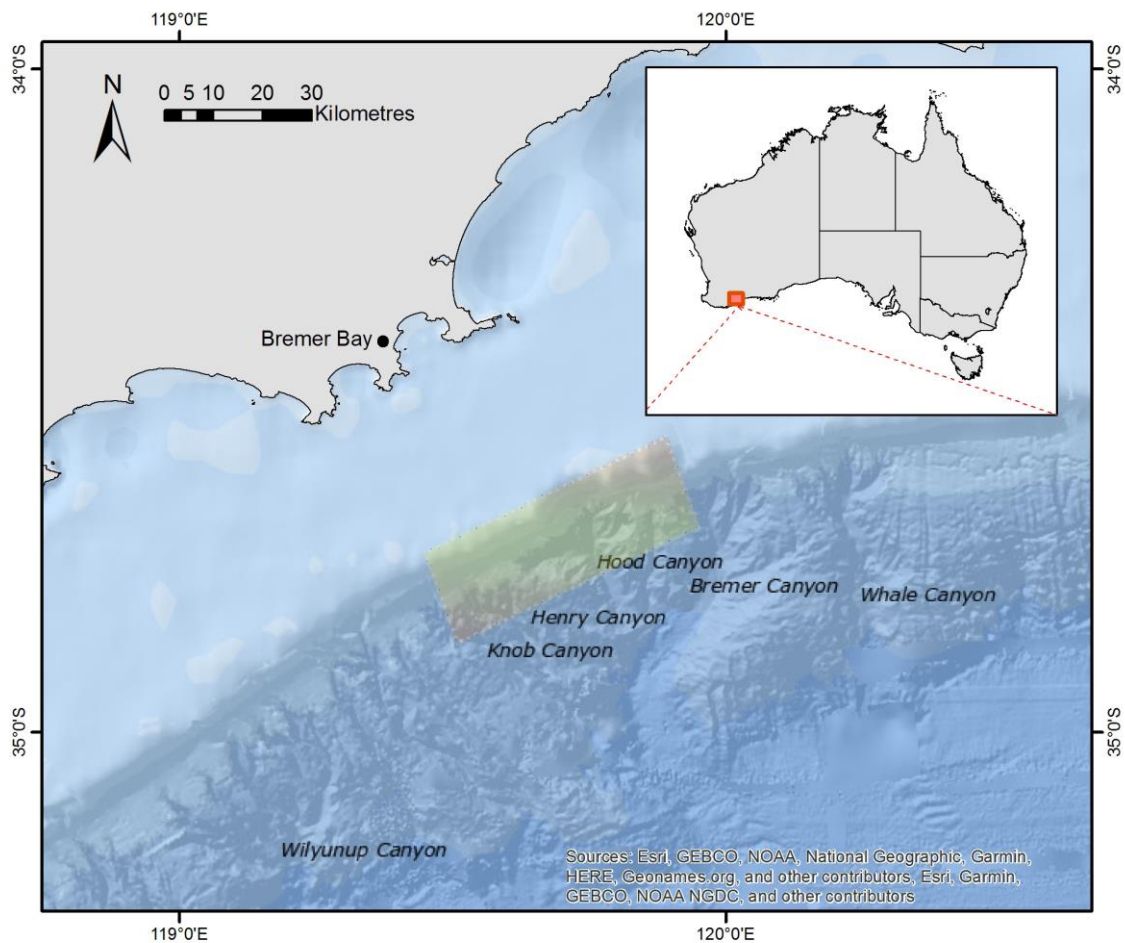 119°0'E
120°0'E
34°0'S
34°0'S
N
0 5 10 20 30
Kilometres
Bremer Bay
Hood Canyon
Bremer Canyon
Whale Canyon
Henry Canyon
Knob Canyon
35°0'S
35°0'S
Wilyunup Canyon
Sources: Esri, GEBCO, NOAA, National Geographic, Garmin,
HERE, Geonames.org, and other contributors, Esri, Garmin,
GEBCO, NOAA NGDC, and other contributors
119°0'E
120°0'E